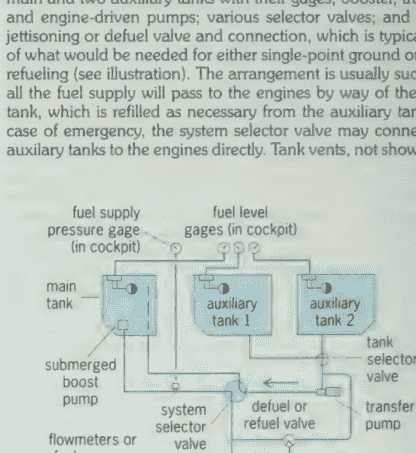 main and two auxiliary tanks with their gages, booster, tr
and engine-driven pumps; various selector valves; and
jettisoning or defuel valve and connection, which is typica
of what would be needed for either single-point ground o
refueling (see illustration). The arrangement is usually suc
all the fuel supply will pass to the engines by way of the
tank, which is refilled as necessary from the auxiliary tan
case of emergency, the system selector valve may conne
auxilary tanks to the engines directly. Tank vents, not show
fuel supply
pressure gage
(in cockpit)
fuel level
gages (in cockpit)
main
tank
auxiliary
tank 1
auxiliary
tank 2
tank
selector
valve
submerged
boost
pump
system
selector
valve
defuel or
refuel valve
transfer
pump
flowmeters or